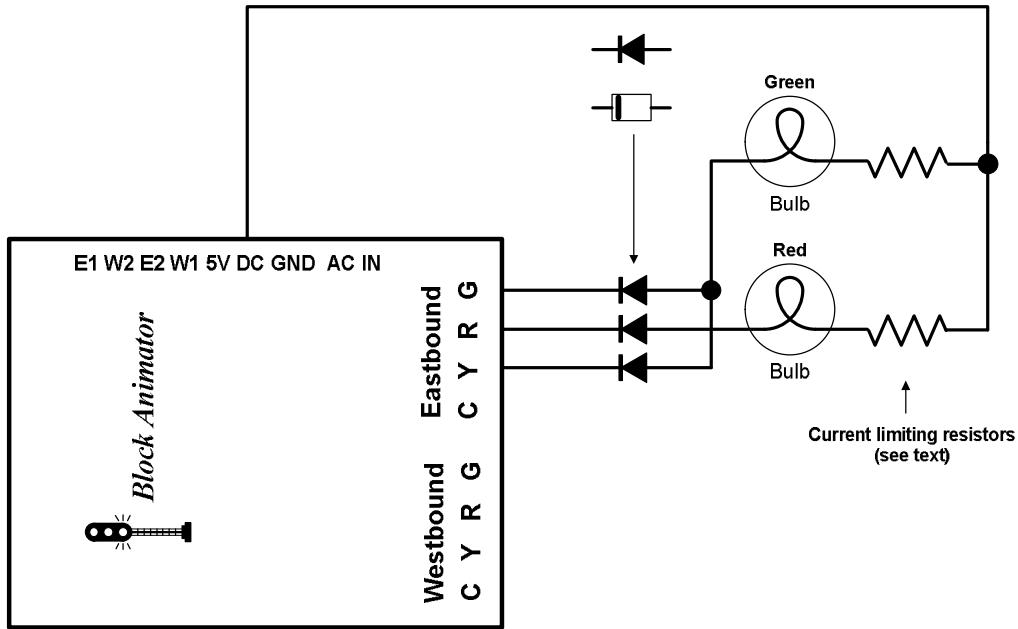 Green
Bulb
Red
Bulb
Current limiting resistors
(see text)
E1 W2 E2 W1 5V DC GND AC IN
Eastbound
G
R
Y
C
Block Animator
Westbound
G
R
Y
C